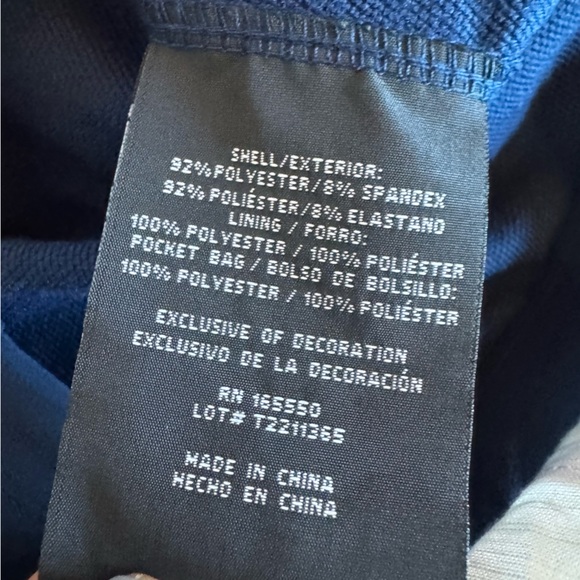 SHELL/EXTERIOR:
92%POLYESTER/8% SPANDEX
92% POLIÉSTER/8% ELASTANO
LINING / FORRO:
100% POLYESTER / 100% POLIÉSTER
POCKET BAG / BOLSO DE BOLSILLO:
100% POLYESTER / 100% POLIÉSTER
EXCLUSIVE OF DECORATION
EXCLUSIVO DE LA DECORACIÓN
RN 165550
LOT# T2211365
MADE IN CHINA
HECHO EN CHINA